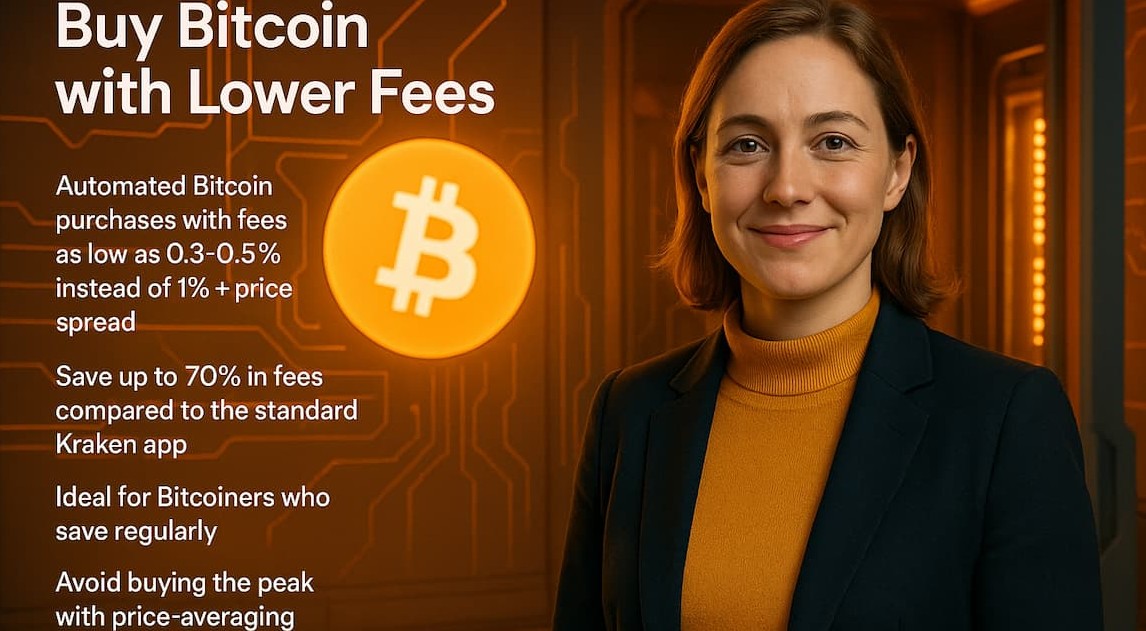 Buy Bitcoin
with Lower Fees
Automated Bitcoin
purchases with fees
as low as 0.3-0.5%
instead of 1% + price
spread
Save up to 70% in fees
compared to the standard
Kraken app
Ideal for Bitcoiners who
save regularly
Avoid buying the peak
with price-averaging